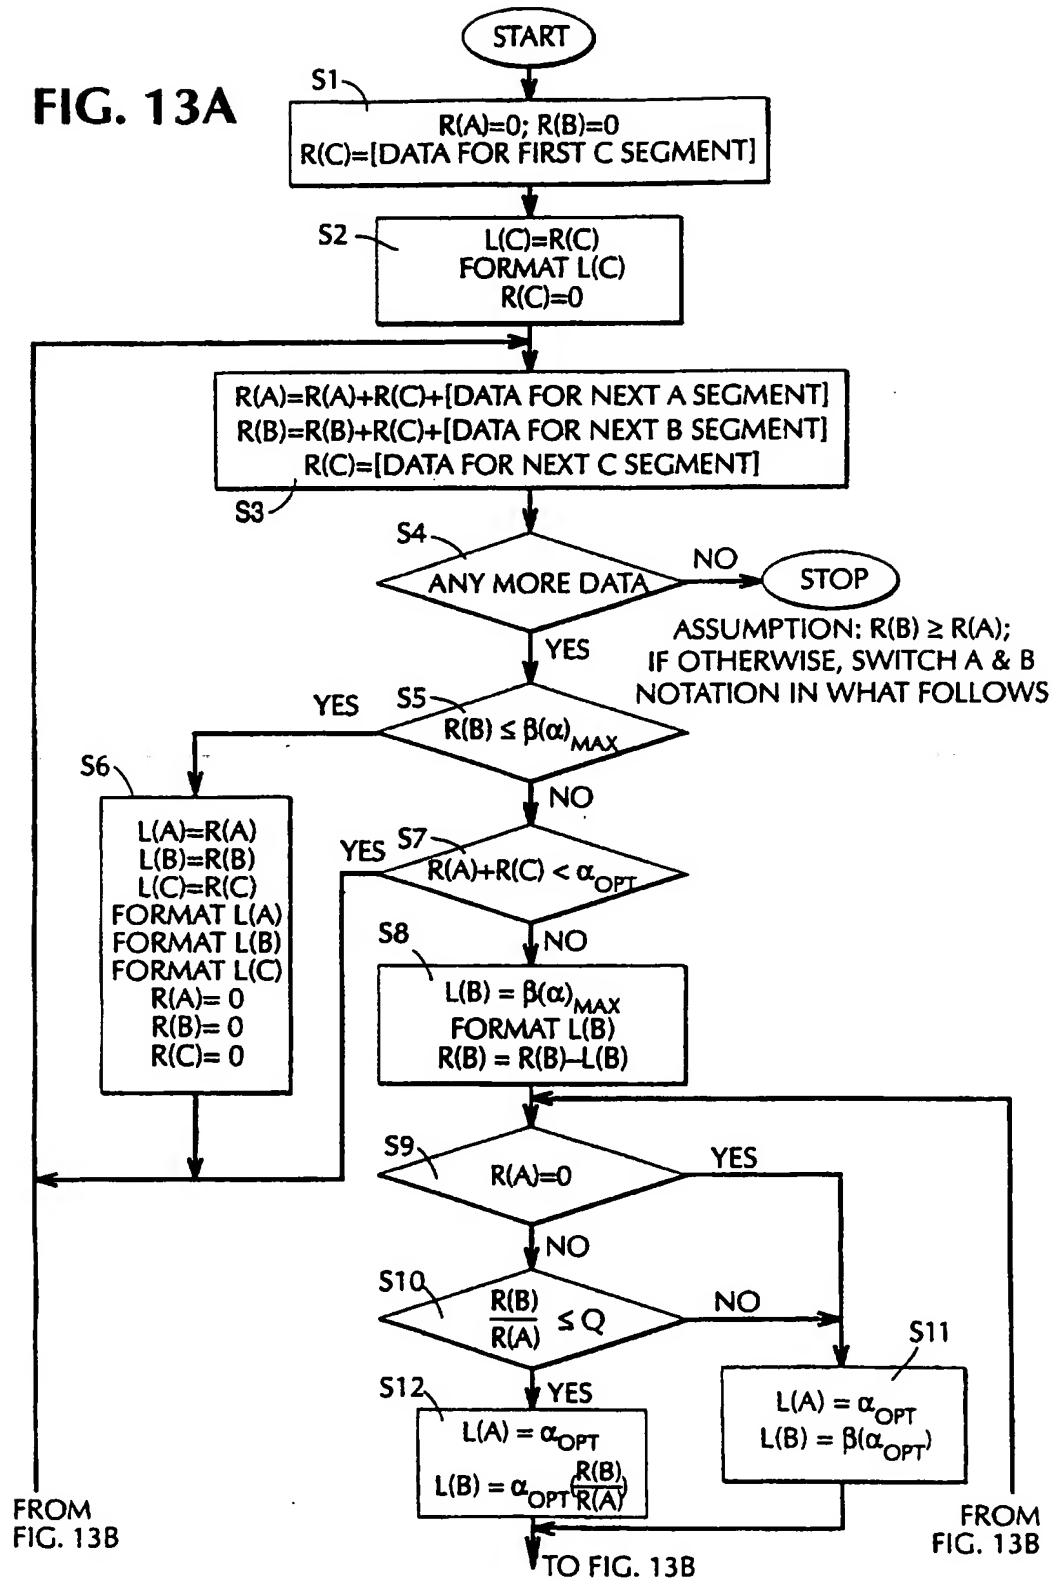 START
FIG. 13A
S1
R(A)=0; R(B)=0
R(C)=[DATA FOR FIRST C SEGMENT]
S2
L(C)=R(C)
FORMAT L(C)
R(C)=0
R(A)=R(A)+R(C)+[DATA FOR NEXT A SEGMENT]
R(B)=R(B)+R(C)+[DATA FOR NEXT B SEGMENT]
R(C)=[DATA FOR NEXT C SEGMENT]
S3
S4
ANY MORE DATA
NO
STOP
YES
ASSUMPTION: R(B) ≥ R(A);
IF OTHERWISE, SWITCH A & B
NOTATION IN WHAT FOLLOWS
S5
R(B) ≤ β(α)MAX
YES
NO
S6
L(A)=R(A)
L(B)=R(B)
L(C)=R(C)
FORMAT L(A)
FORMAT L(B)
FORMAT L(C)
R(A)= 0
R(B)= 0
R(C)= 0
S7
R(A)+R(C) < αOPT
YES
NO
S8
L(B) = β(α)MAX
FORMAT L(B)
R(B) = R(B)–L(B)
S9
R(A)=0
YES
NO
S10
R(B)
R(A) ≤ Q
NO
YES
S11
L(A) = αOPT
L(B) = β(αOPT)
S12
L(A) = αOPT
L(B) = αOPT(R(B)/R(A))
FROM
FIG. 13B
TO FIG. 13B
FROM
FIG. 13B